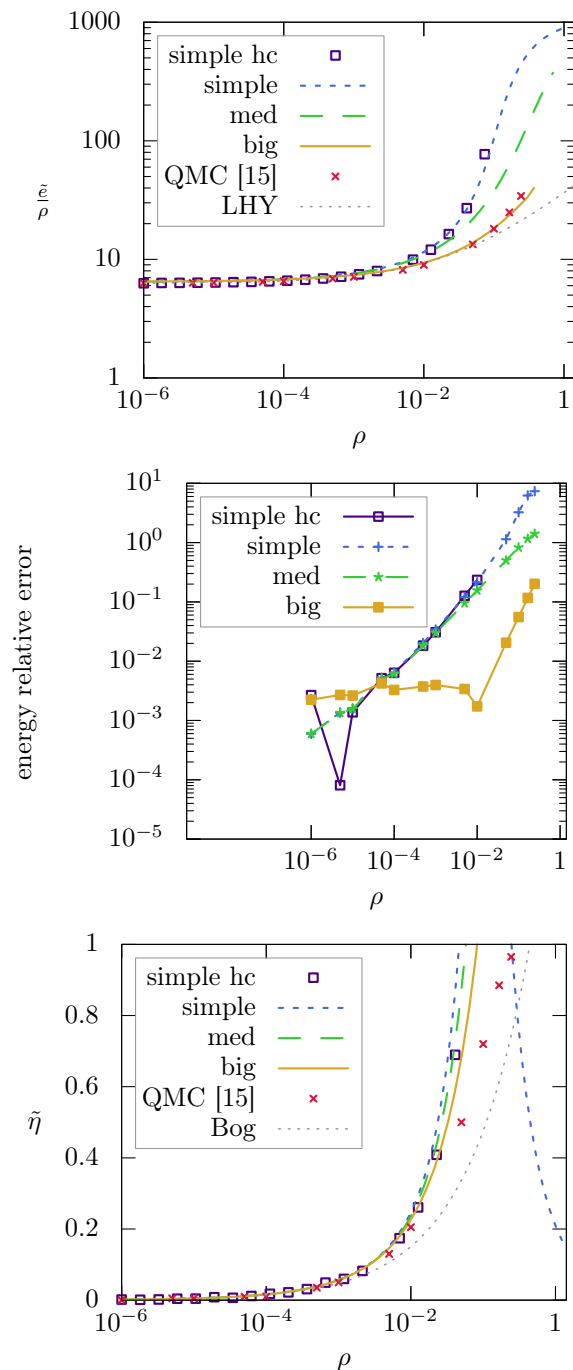 1000
100
10
1
ẽ
ρ
simple hc
simple
med
big
QMC [15]
LHY
10⁻⁶
10⁻⁴
10⁻²
1
ρ
10¹
10⁰
10⁻¹
10⁻²
10⁻³
10⁻⁴
10⁻⁵
energy relative error
simple hc
simple
med
big
10⁻⁶
10⁻⁴
10⁻²
1
ρ
1
0.8
0.6
0.4
0.2
0
η̃
simple hc
simple
med
big
QMC [15]
Bog
10⁻⁶
10⁻⁴
10⁻²
1
ρ